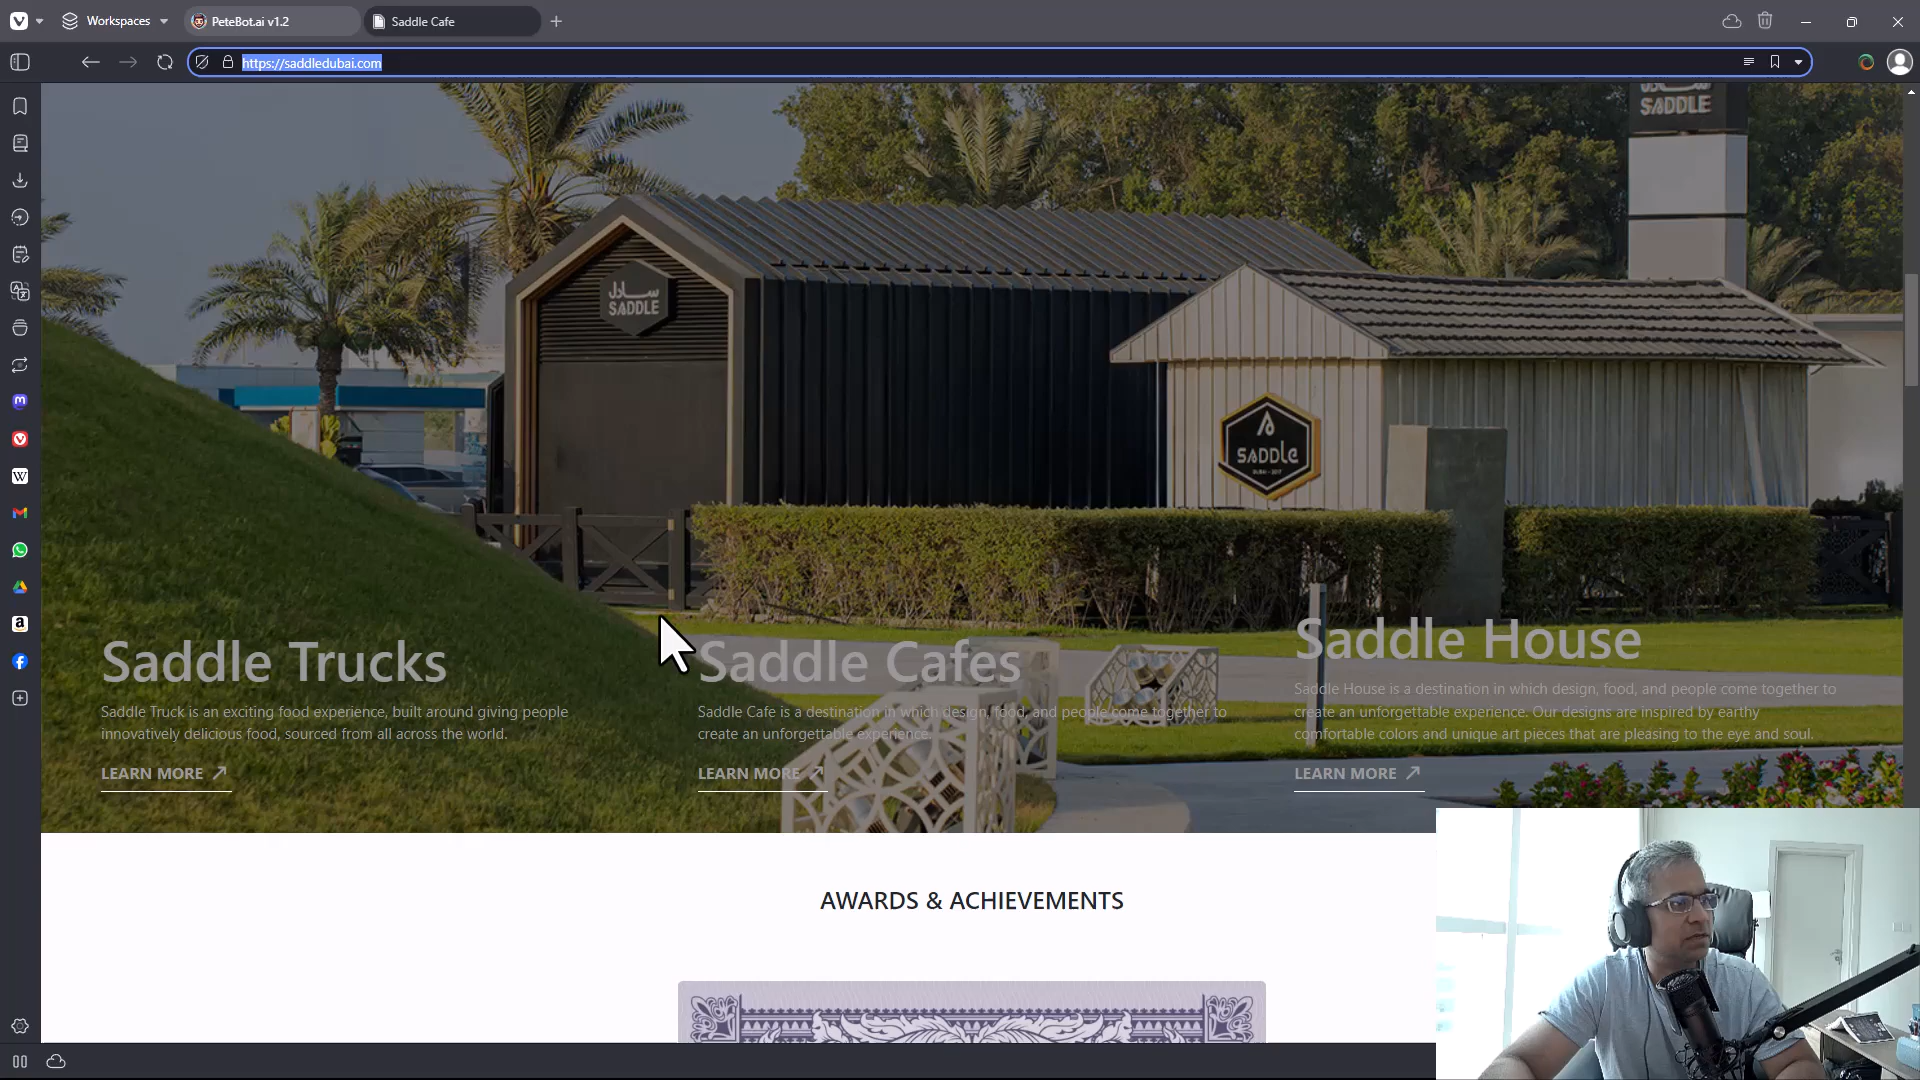 Workspaces
PeteBot.ai v1.2
Saddle Cafe
https://saddledubai.com
SADDLE
سادل
SADDLE
SADDLE
DUBAI - 2017
Saddle Trucks
Saddle Truck is an exciting food experience, built around giving people
innovatively delicious food, sourced from all across the world.
LEARN MORE
Saddle Cafes
Saddle Cafe is a destination in which design, food, and people come together to
create an unforgettable experience.
LEARN MORE
Saddle House
Saddle House is a destination in which design, food, and people come together to
create an unforgettable experience. Our designs are inspired by earthy
comfortable colors and unique art pieces that are pleasing to the eye and soul.
LEARN MORE
AWARDS & ACHIEVEMENTS